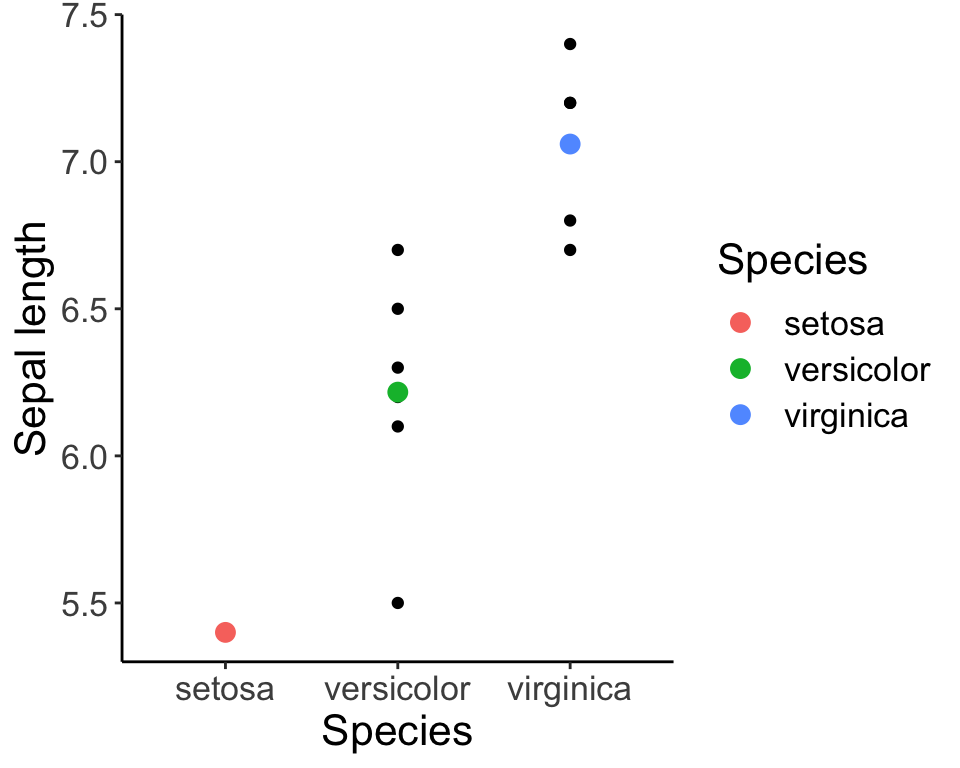 7.5
7.0
6.5
6.0
5.5
Sepal length
setosa
versicolor
virginica
Species
Species
setosa
versicolor
virginica